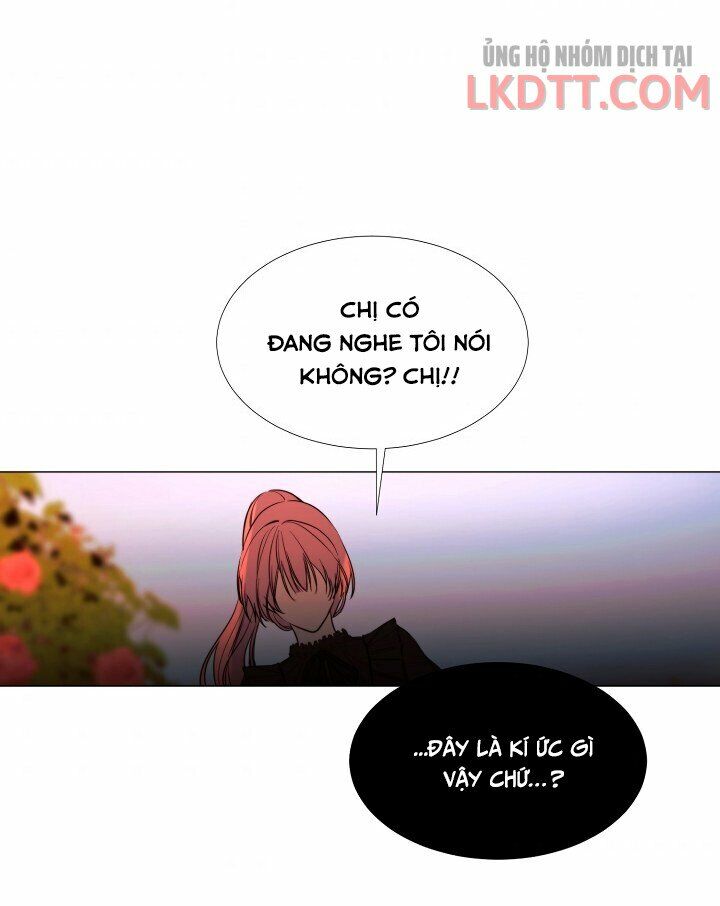 ỦNG HỘ NHÓM DỊCH TẠI
LKDTT.COM
CHỊ CÓ
ĐANG NGHE TÔI NÓI
KHÔNG? CHỊ!!
...ĐÂY LÀ KÍ ỨC GÌ
VẬY CHỨ...?